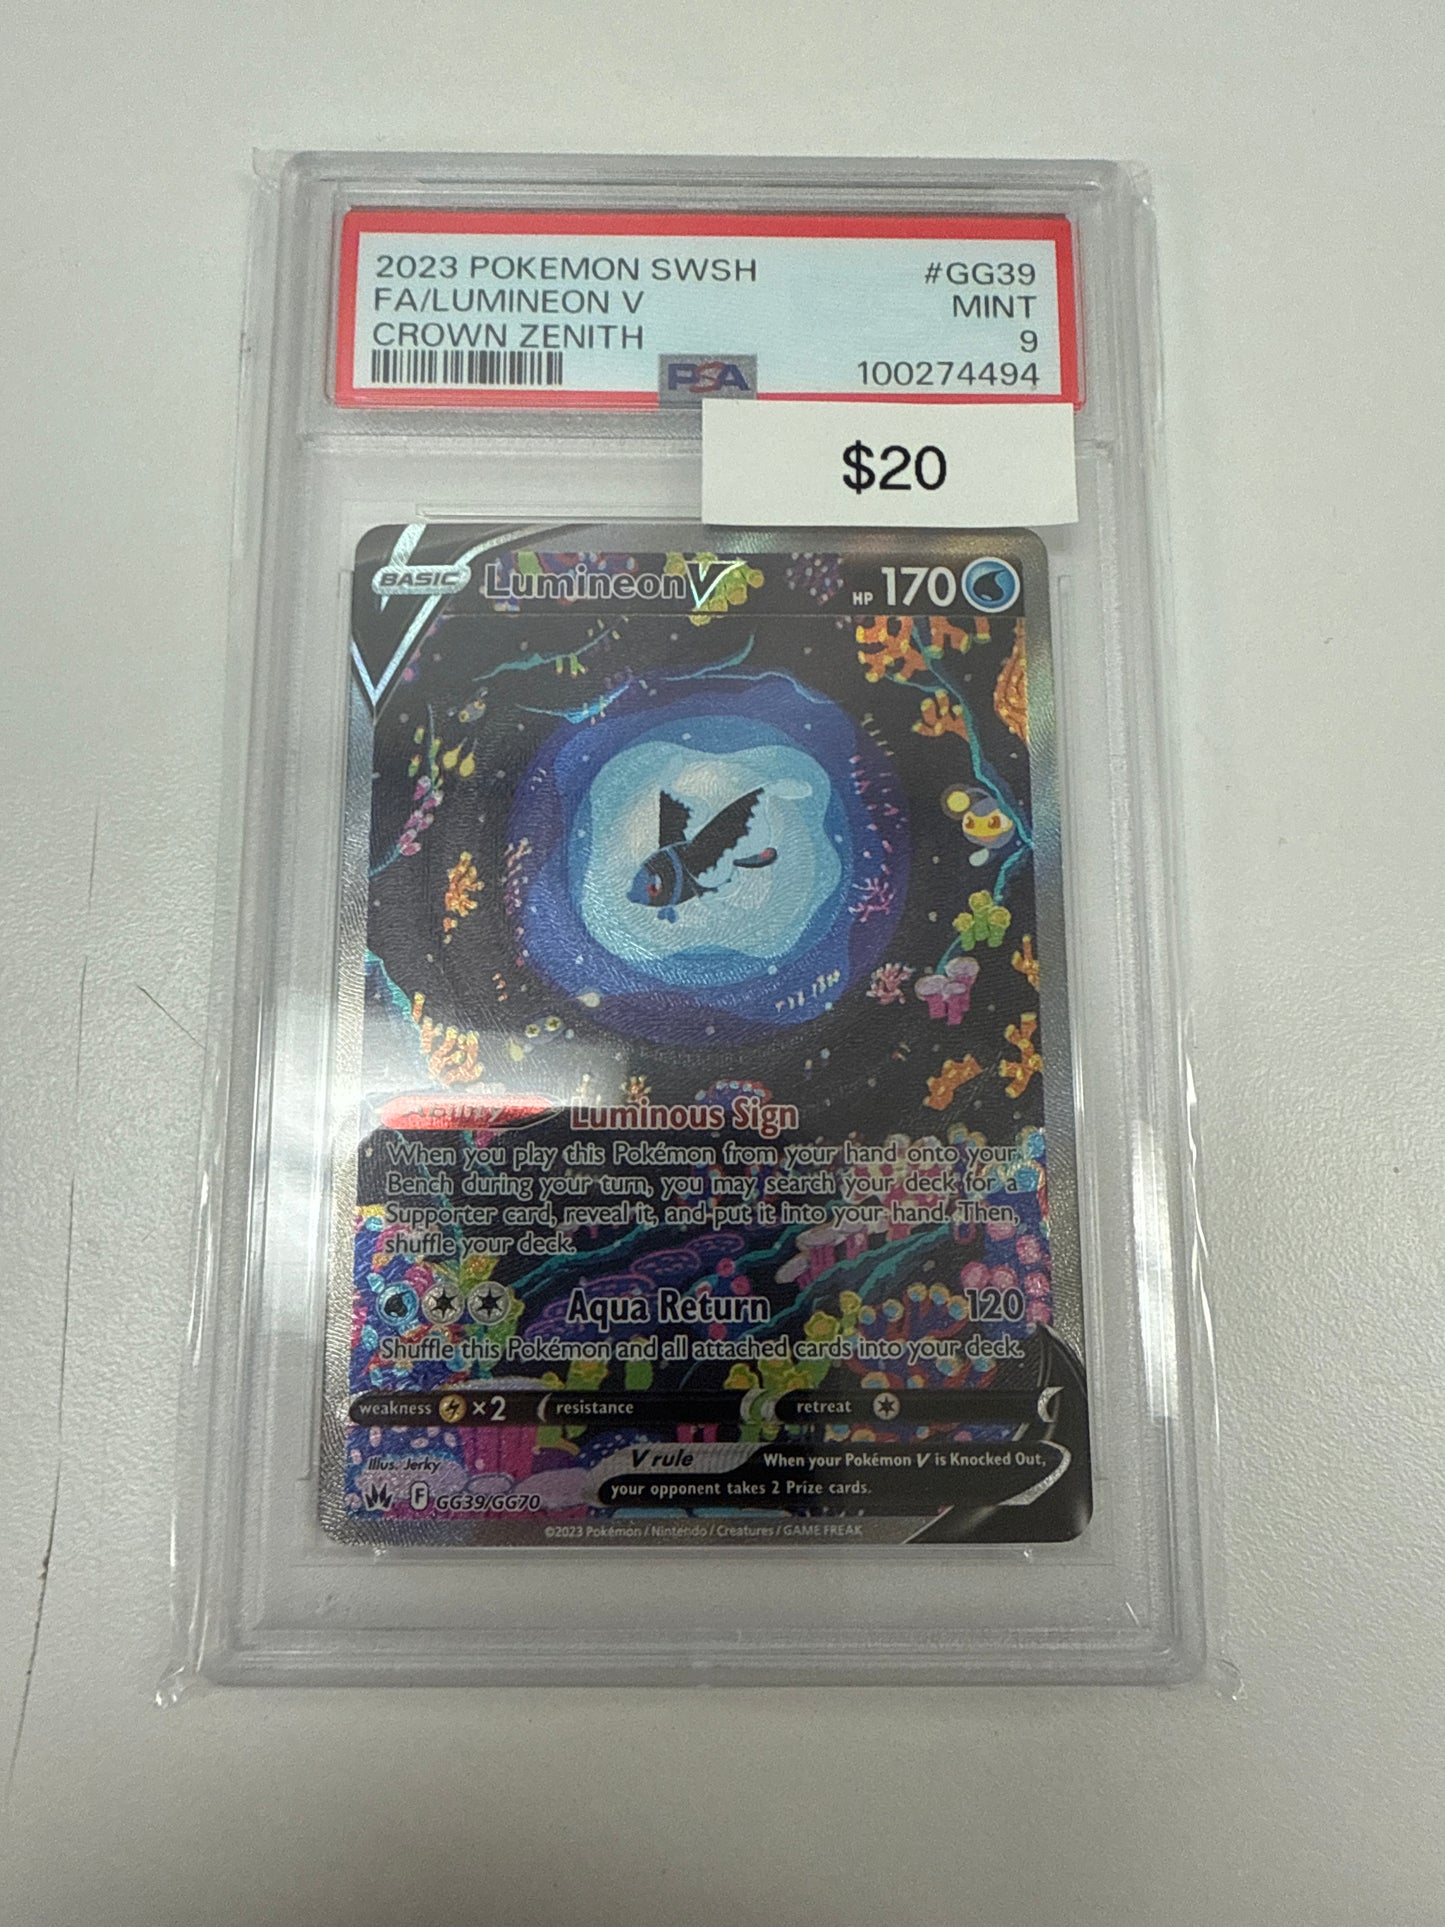 2023 POKEMON SWSH #GG39
FA/LUMINEON V MINT
CROWN ZENITH 9
PSA 100274494
$20
BASIC Lumineon V HP 170
Ability Luminous Sign
When you play this Pokémon from your hand onto your
Bench during your turn, you may search your deck for a
Supporter card, reveal it, and put it into your hand. Then,
shuffle your deck.
Aqua Return 120
Shuffle this Pokémon and all attached cards into your deck.
weakness ×2 resistance retreat
Illus. Jerky V rule When your Pokémon V is Knocked Out,
your opponent takes 2 Prize cards.
F GG39/GG70
©2023 Pokémon / Nintendo / Creatures / GAME FREAK